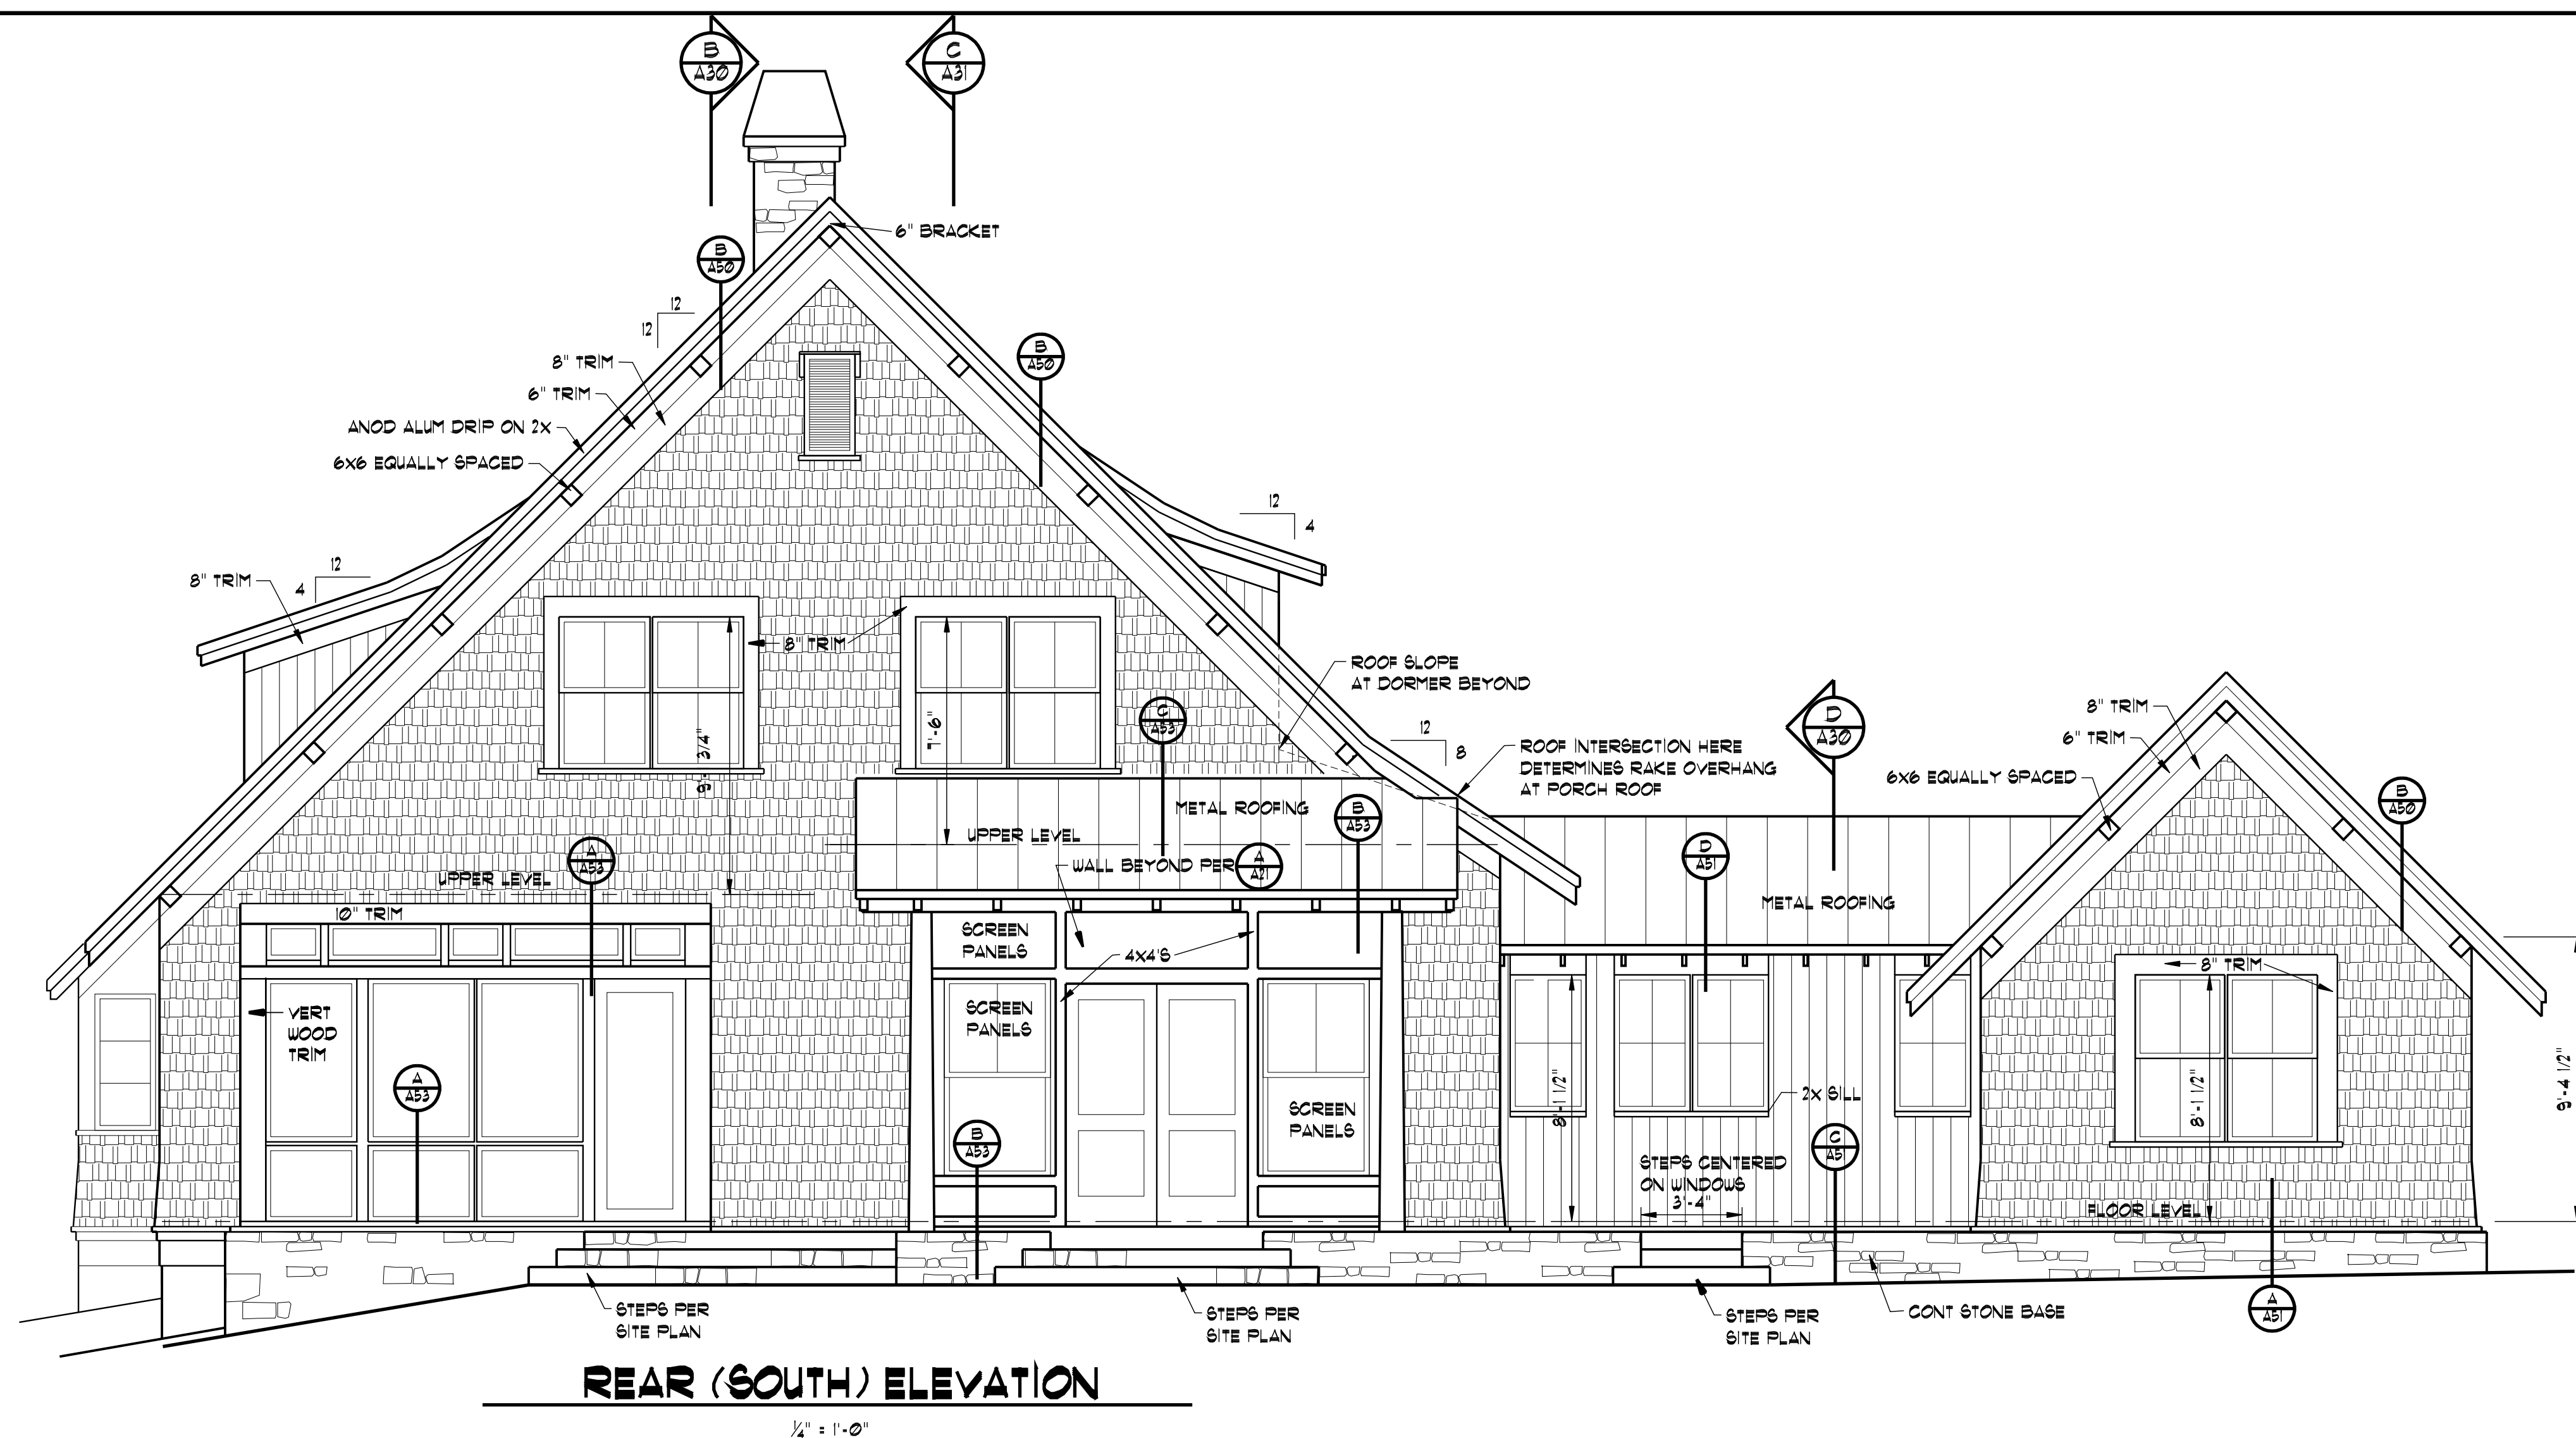 B
A30
C
A31
6" BRACKET
B
A50
12
12
B
A50
8" TRIM
6" TRIM
ANOD ALUM DRIP ON 2X
6X6 EQUALLY SPACED
12
4
12
4
8" TRIM
8" TRIM
ROOF SLOPE
AT DORMER BEYOND
C
A53
7'-6"
12
8
ROOF INTERSECTION HERE
DETERMINES RAKE OVERHANG
AT PORCH ROOF
D
A30
8" TRIM
6" TRIM
6X6 EQUALLY SPACED
B
A50
METAL ROOFING
B
A53
UPPER LEVEL
WALL BEYOND PER
A
A21
A
A53
UPPER LEVEL
D
A51
METAL ROOFING
10" TRIM
SCREEN
PANELS
4X4'S
8" TRIM
VERT
WOOD
TRIM
SCREEN
PANELS
A
A53
SCREEN
PANELS
B
A53
8'-1 1/2"
2X SILL
C
A51
8'-1 1/2"
9'-4 1/2"
STEPS CENTERED
ON WINDOWS
3'-4"
FLOOR LEVEL
STEPS PER
SITE PLAN
STEPS PER
SITE PLAN
STEPS PER
SITE PLAN
CONT STONE BASE
A
A51
REAR (SOUTH) ELEVATION
1/4" = 1'-0"